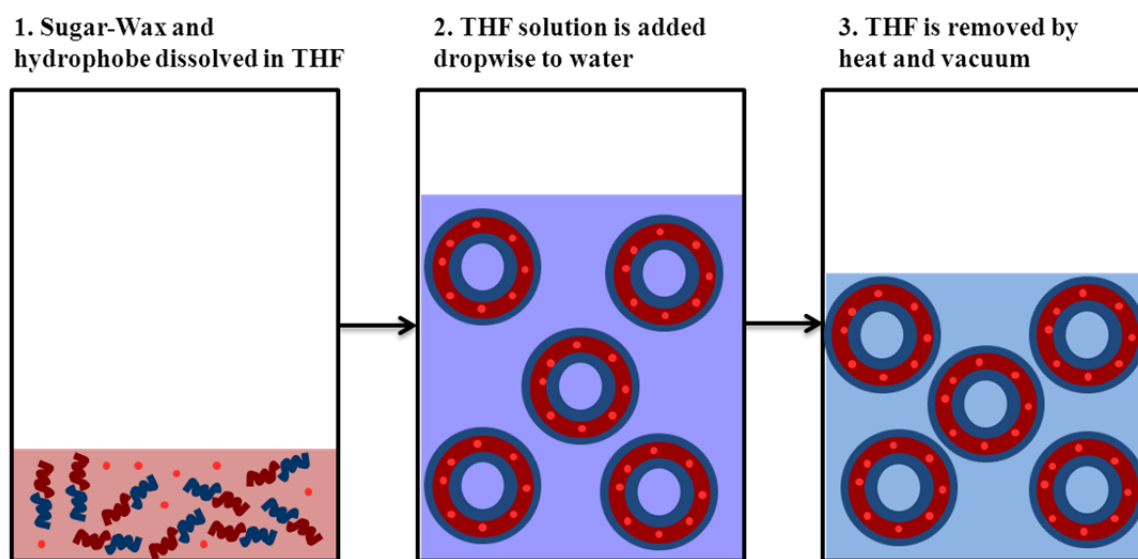 1. Sugar-Wax and
hydrophobe dissolved in THF
2. THF solution is added
dropwise to water
3. THF is removed by
heat and vacuum